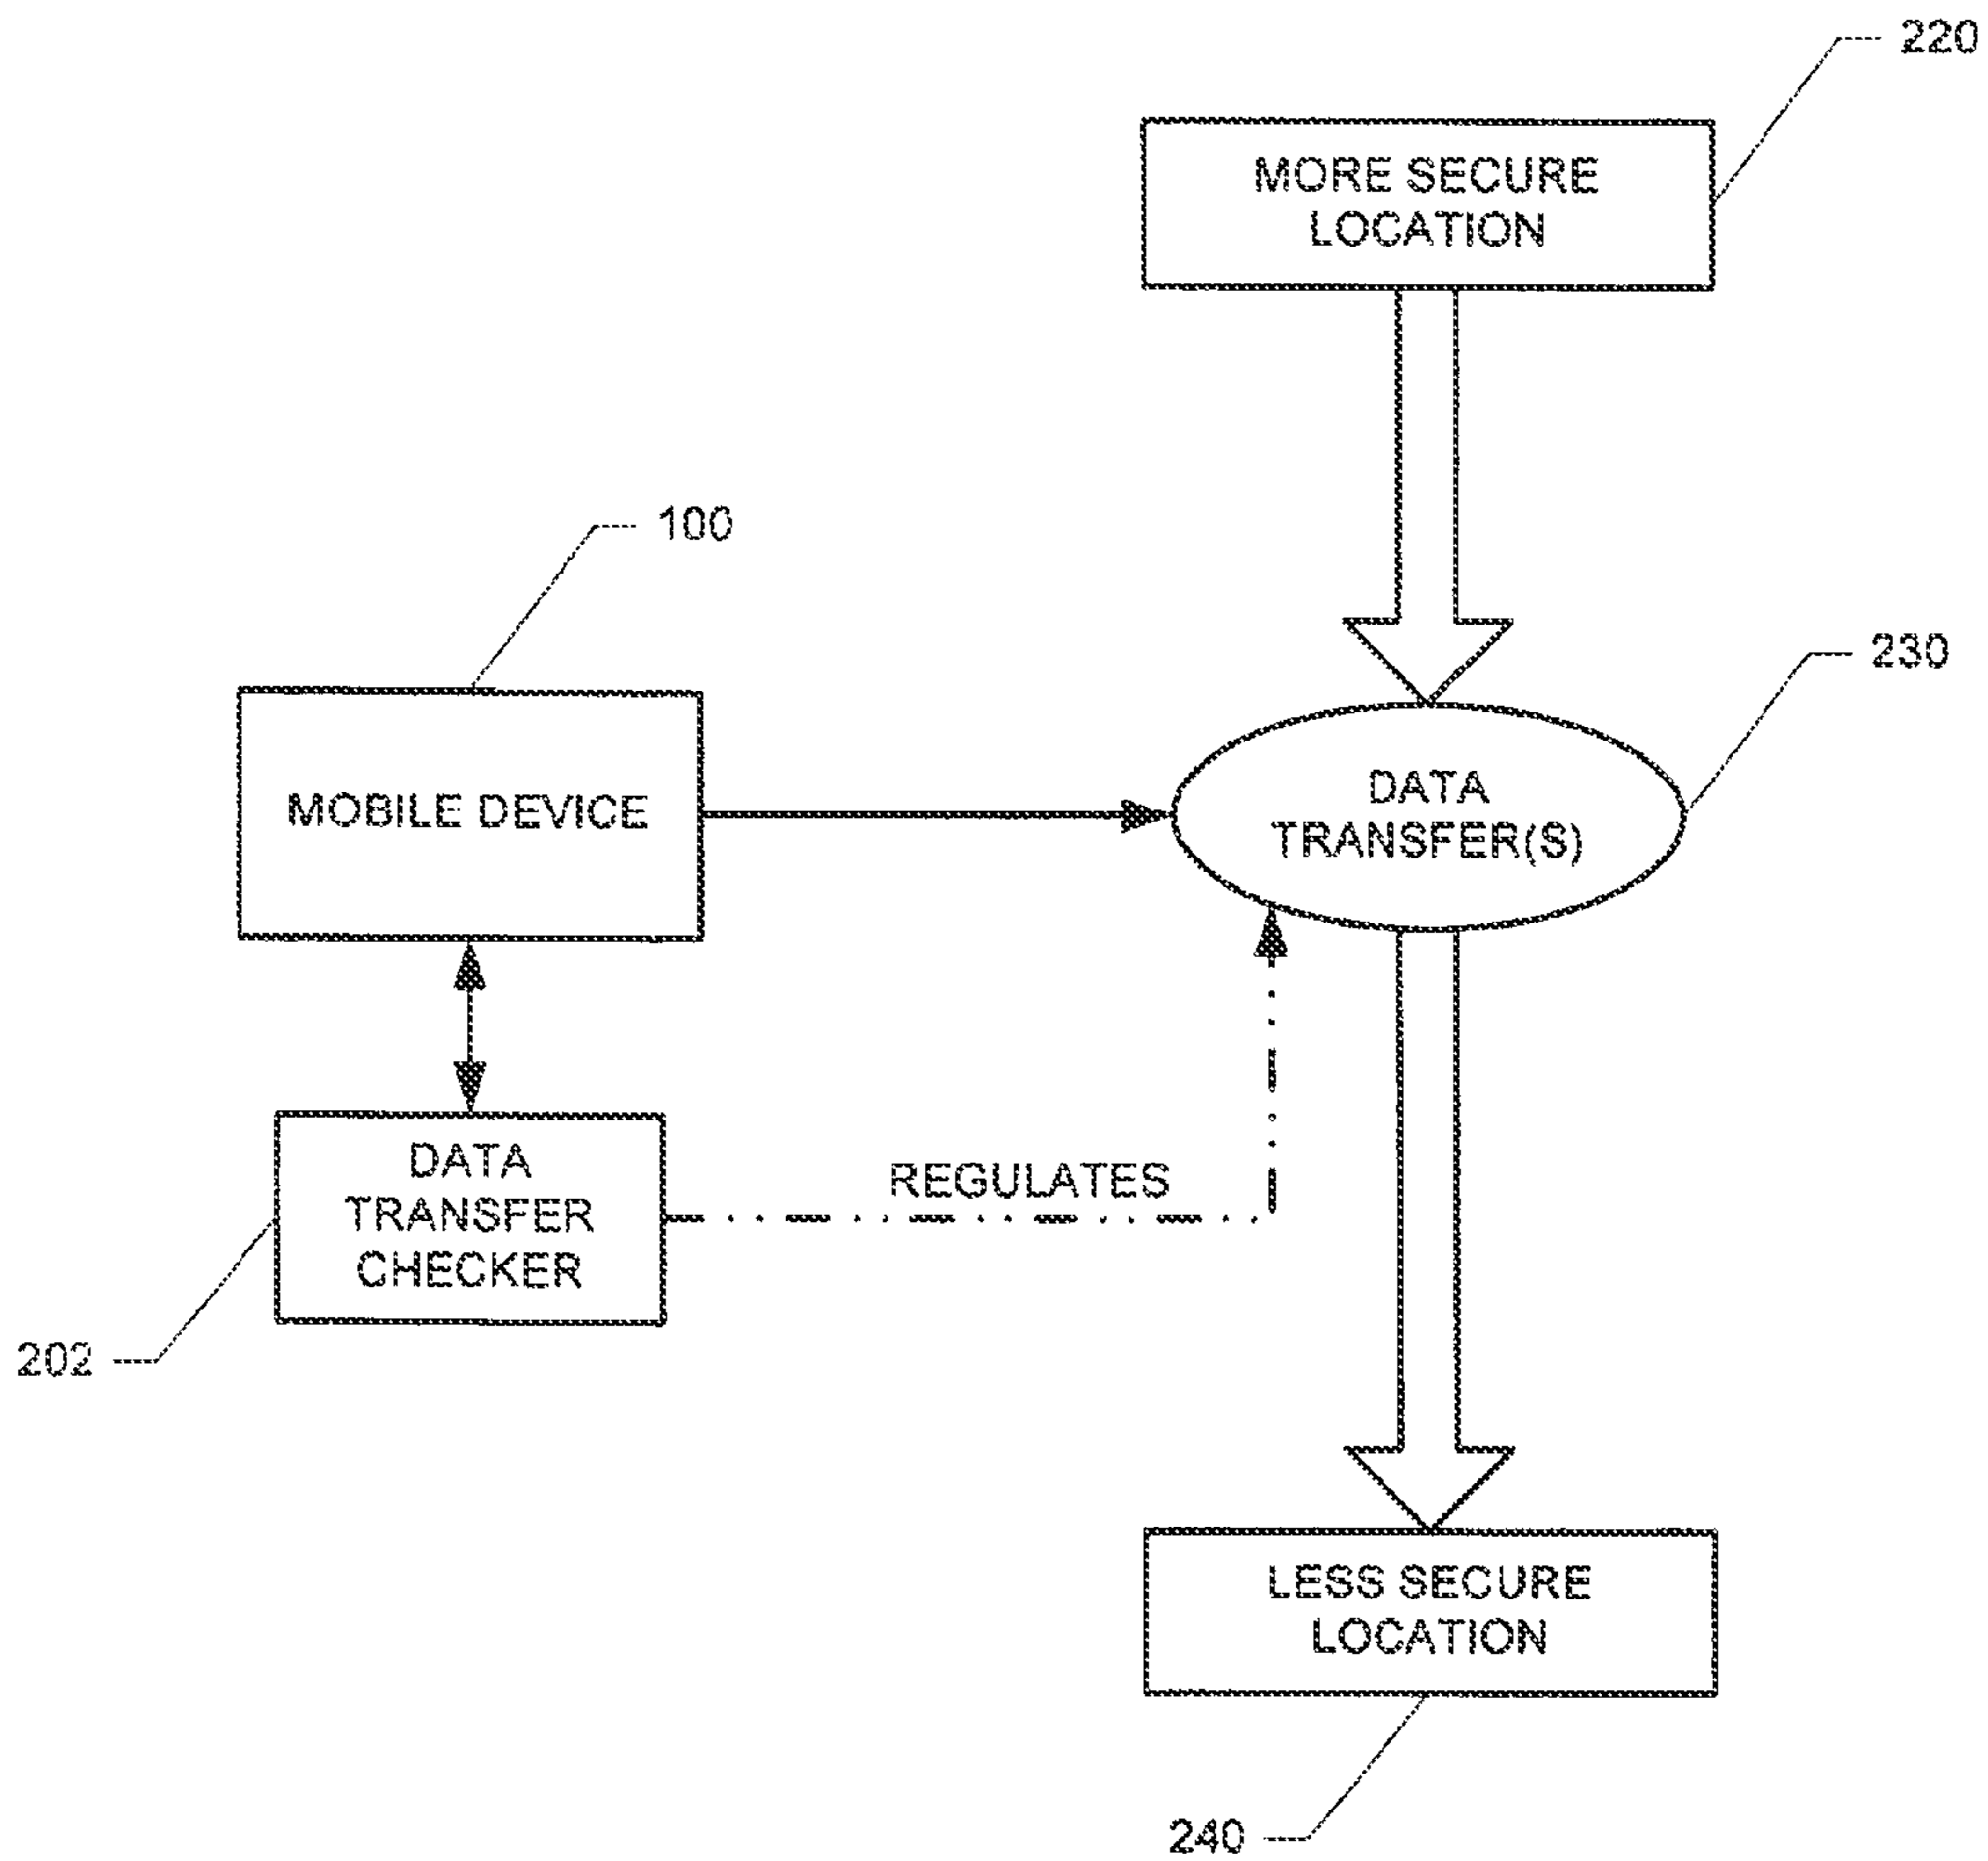 220
MORE SECURE
LOCATION
100
230
MOBILE DEVICE
DATA
TRANSFER(S)
DATA
TRANSFER
CHECKER
REGULATES
202
LESS SECURE
LOCATION
240